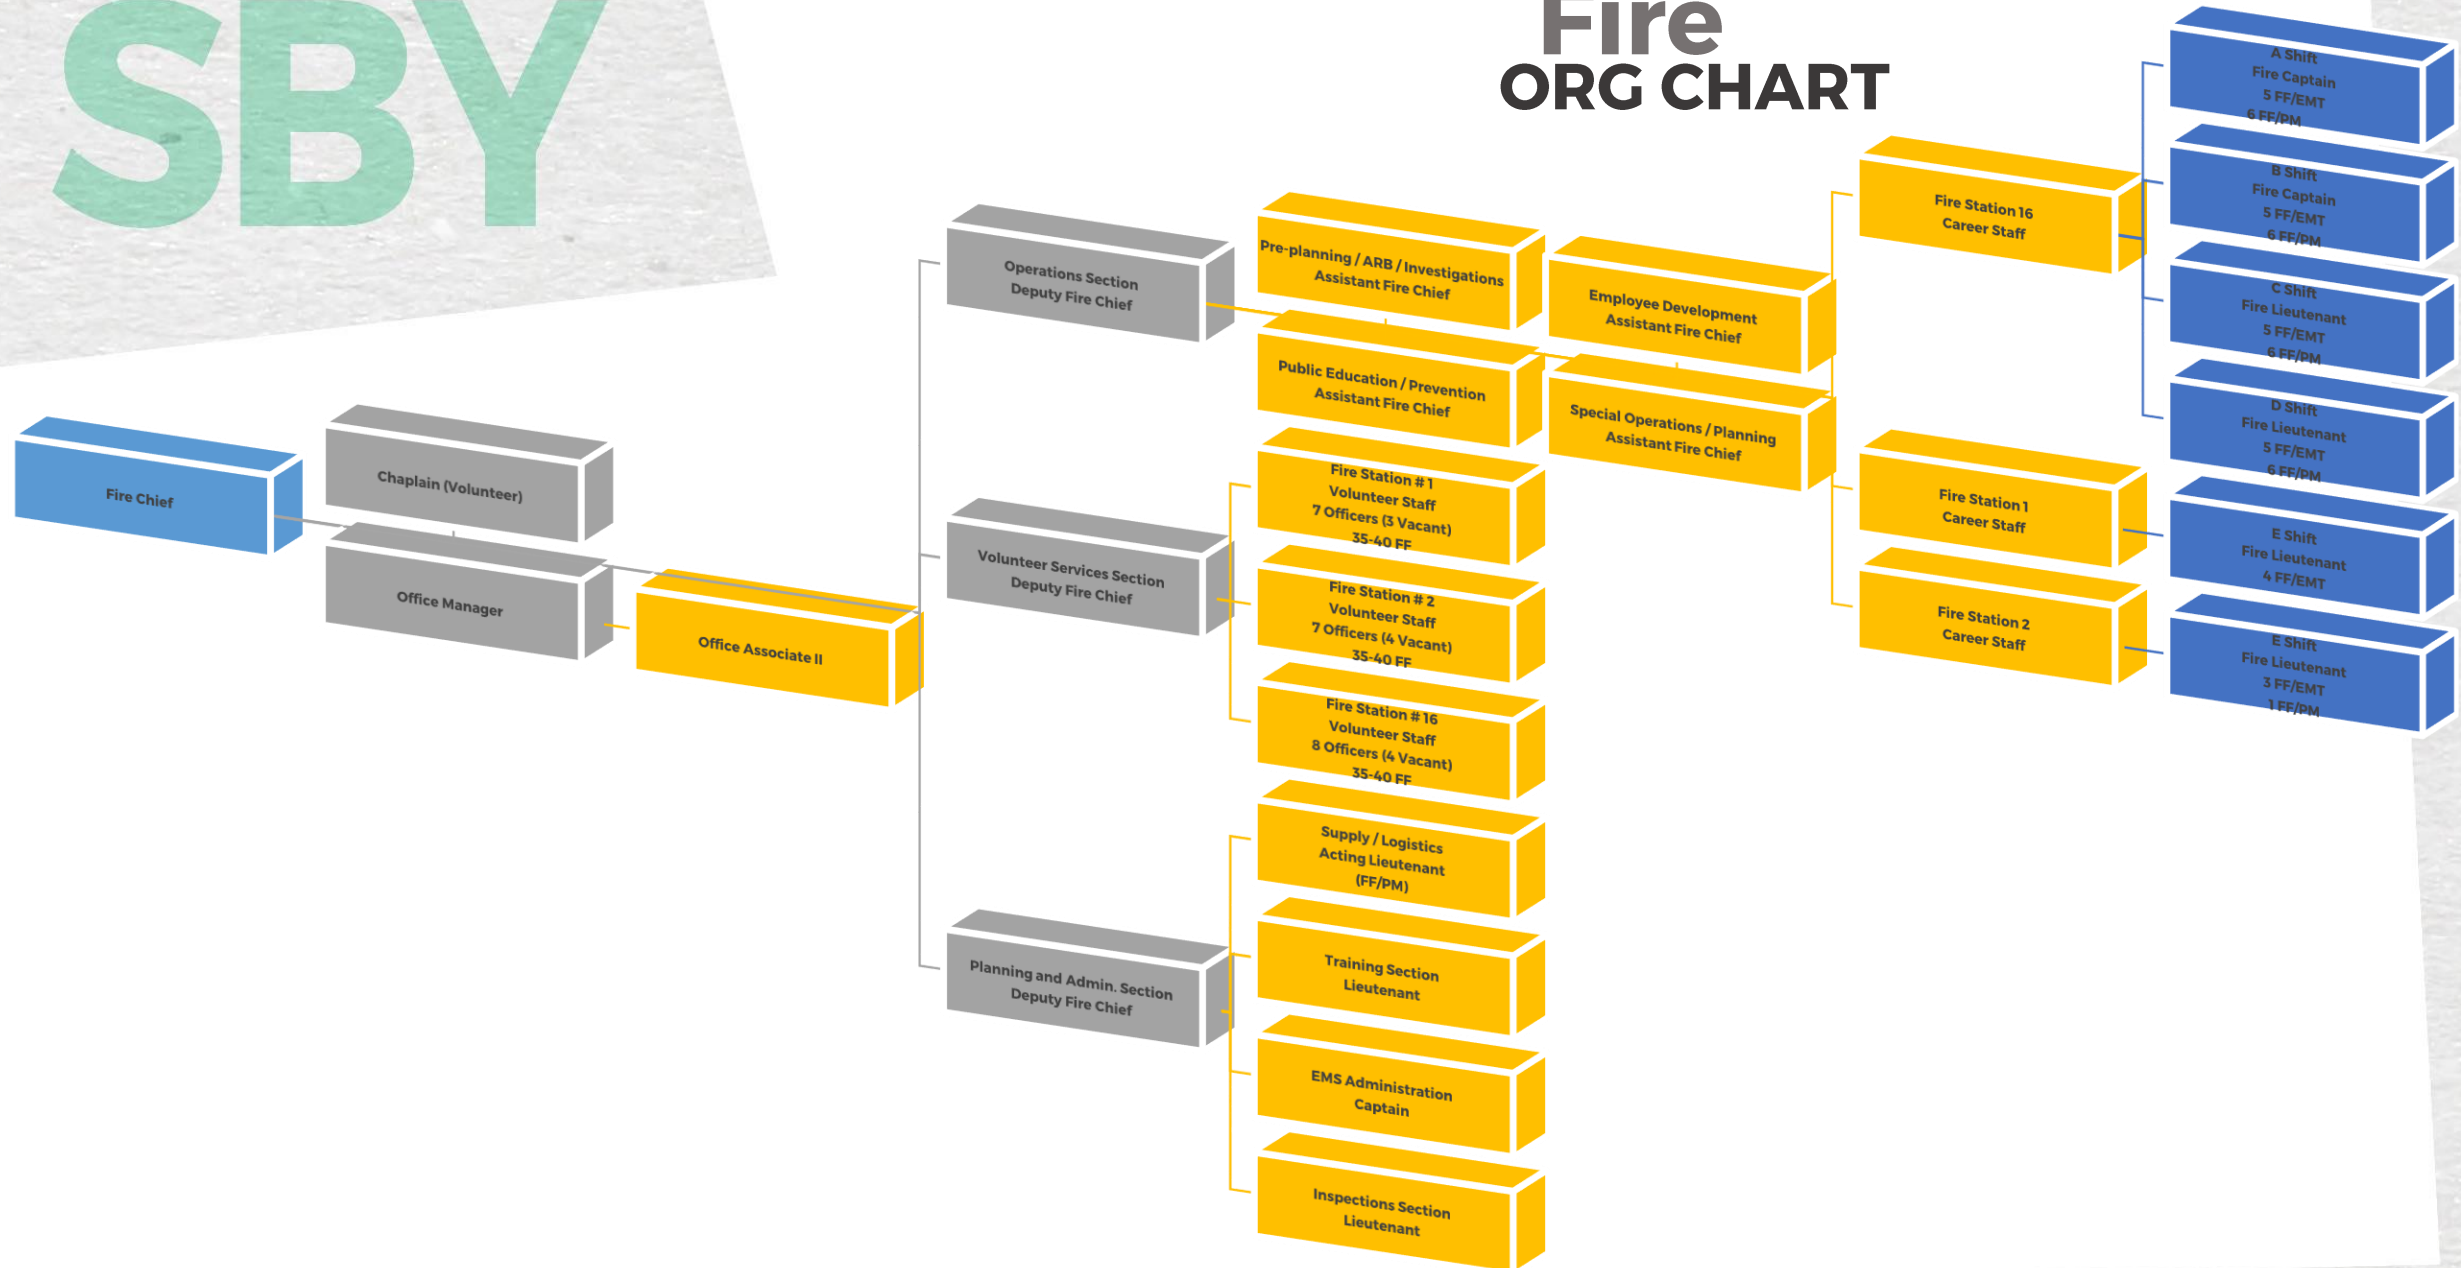 SBY
Fire
ORG CHART
Fire Chief
Chaplain (Volunteer)
Office Manager
Office Associate II
Operations Section
Deputy Fire Chief
Volunteer Services Section
Deputy Fire Chief
Planning and Admin. Section
Deputy Fire Chief
Pre-planning / ARB / Investigations
Assistant Fire Chief
Public Education / Prevention
Assistant Fire Chief
Employee Development
Assistant Fire Chief
Special Operations / Planning
Assistant Fire Chief
Fire Station # 1
Volunteer Staff
7 Officers (3 Vacant)
35-40 FF
Fire Station # 2
Volunteer Staff
7 Officers (4 Vacant)
35-40 FF
Fire Station # 16
Volunteer Staff
8 Officers (4 Vacant)
35-40 FF
Supply / Logistics
Acting Lieutenant
(FF/PM)
Training Section
Lieutenant
EMS Administration
Captain
Inspections Section
Lieutenant
Fire Station 16
Career Staff
Fire Station 1
Career Staff
Fire Station 2
Career Staff
A Shift
Fire Captain
5 FF/EMT
6 FF/PM
B Shift
Fire Captain
5 FF/EMT
6 FF/PM
C Shift
Fire Lieutenant
5 FF/EMT
6 FF/PM
D Shift
Fire Lieutenant
5 FF/EMT
6 FF/PM
E Shift
Fire Lieutenant
4 FF/EMT
E Shift
Fire Lieutenant
3 FF/EMT
1 FF/PM